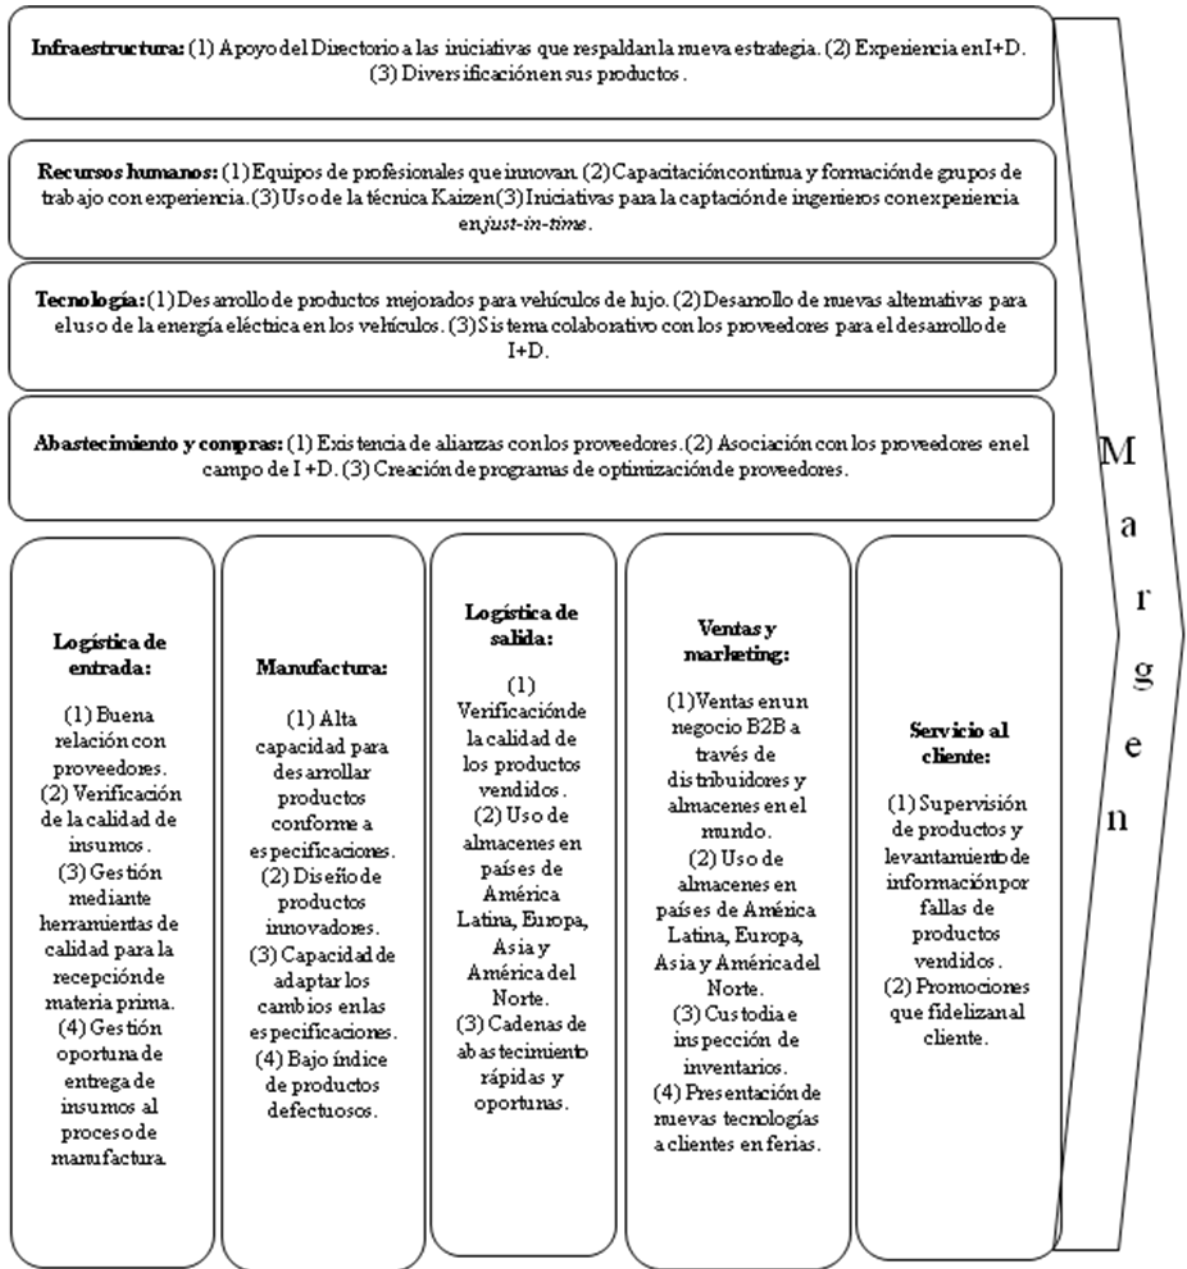 Infraestructura: (1) Apoyo del Directorio a las iniciativas que respaldan la nueva estrategia. (2) Experiencia en I+D.
(3) Diversificación en sus productos.
Recursos humanos: (1) Equipos de profesionales que innovan. (2) Capacitación continua y formación de grupos de
trabajo con experiencia. (3) Uso de la técnica Kaizen (3) Iniciativas para la captación de ingenieros con experiencia
en just-in-time.
Tecnología: (1) Desarrollo de productos mejorados para vehículos de lujo. (2) Desarrollo de nuevas alternativas para
el uso de la energía eléctrica en los vehículos. (3) Sistema colaborativo con los proveedores para el desarrollo de
I+D.
Abastecimiento y compras: (1) Existencia de alianzas con los proveedores. (2) Asociación con los proveedores en el
campo de I +D. (3) Creación de programas de optimización de proveedores.
Logística de
entrada:
(1) Buena
relación con
proveedores.
(2) Verificación
de la calidad de
insumos.
(3) Gestión
mediante
herramientas de
calidad para la
recepción de
materia prima.
(4) Gestión
oportuna de
entrega de
insumos al
proceso de
manufactura.
Manufactura:
(1) Alta
capacidad para
desarrollar
productos
conforme a
especificaciones.
(2) Diseño de
productos
innovadores.
(3) Capacidad de
adaptar los
cambios en las
especificaciones.
(4) Bajo índice
de productos
defectuosos.
Logística de
salida:
(1)
Verificación de
la calidad de
los productos
vendidos.
(2) Uso de
almacenes en
países de
América
Latina, Europa,
Asia y
América del
Norte.
(3) Cadenas de
abastecimiento
rápidas y
oportunas.
Ventas y
marketing:
(1) Ventas en un
negocio B2B a
través de
distribuidores y
almacenes en el
mundo.
(2) Uso de
almacenes en
países de América
Latina, Europa,
Asia y América del
Norte.
(3) Custodia e
inspección de
inventarios.
(4) Presentación de
nuevas tecnologías
a clientes en ferias.
Servicio al
cliente:
(1) Supervisión
de productos y
levantamiento de
información por
fallas de
productos
vendidos.
(2) Promociones
que fidelizan al
cliente.
Margen